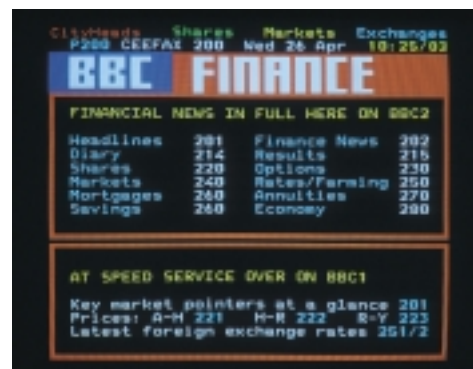 CityHeads Shares Markets Exchanges
P200 CEEFAX 200 Wed 26 Apr 10:25/03
BBC FINANCE
FINANCIAL NEWS IN FULL HERE ON BBC2
Headlines 201 Finance News 202
Diary 214 Results 215
Shares 220 Options 230
Markets 240 Rates/Farming 250
Mortgages 260 Annuities 270
Savings 260 Economy 280
AT SPEED SERVICE OVER ON BBC1
Key market pointers at a glance 201
Prices: A-H 221 H-R 222 R-Y 223
Latest foreign exchange rates 251/2